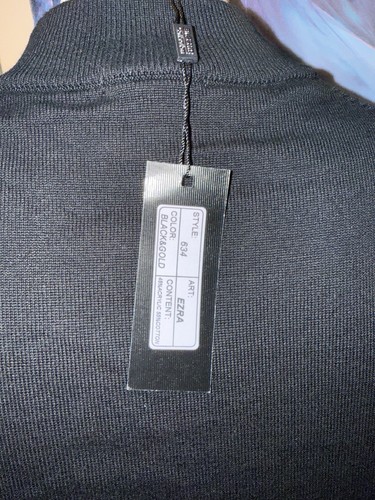 STYLE: 634
ART: EZRA
COLOR: BLACK&GOLD
CONTENT: